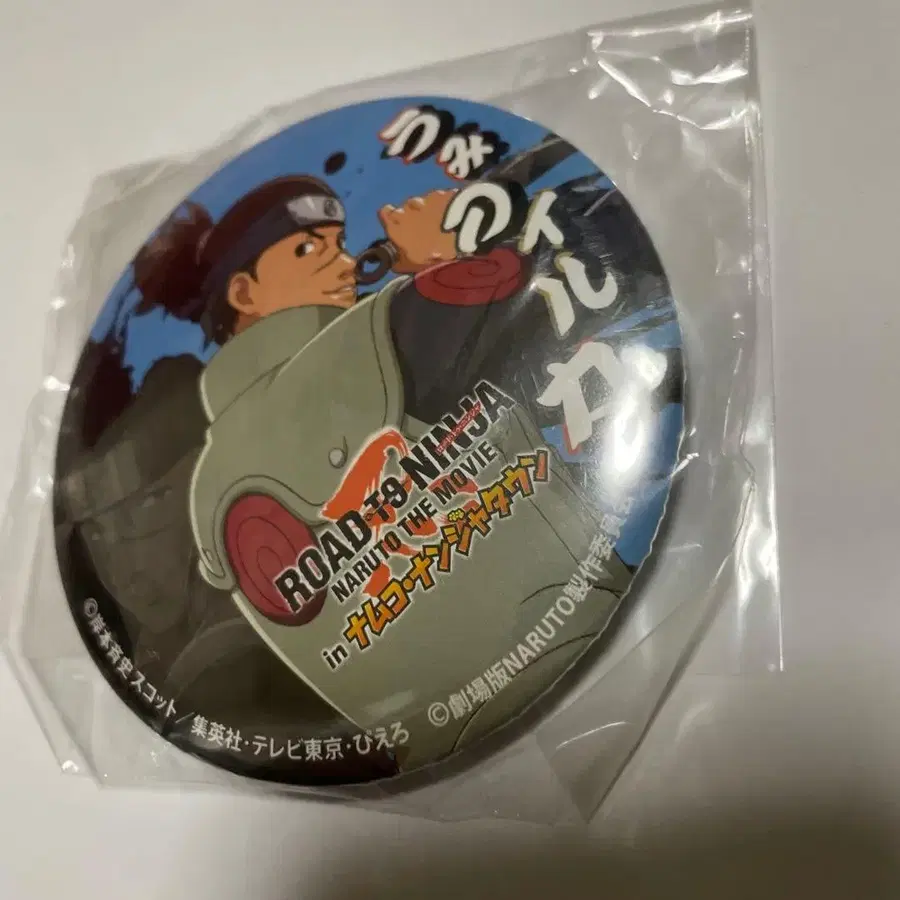 うみの
イルカ
ROAD TO NINJA
NARUTO THE MOVIE
in ナムコ・ナンジャタウン
©岸本斉史 スコット/集英社・テレビ東京・ぴえろ
©劇場版NARUTO製作委員会